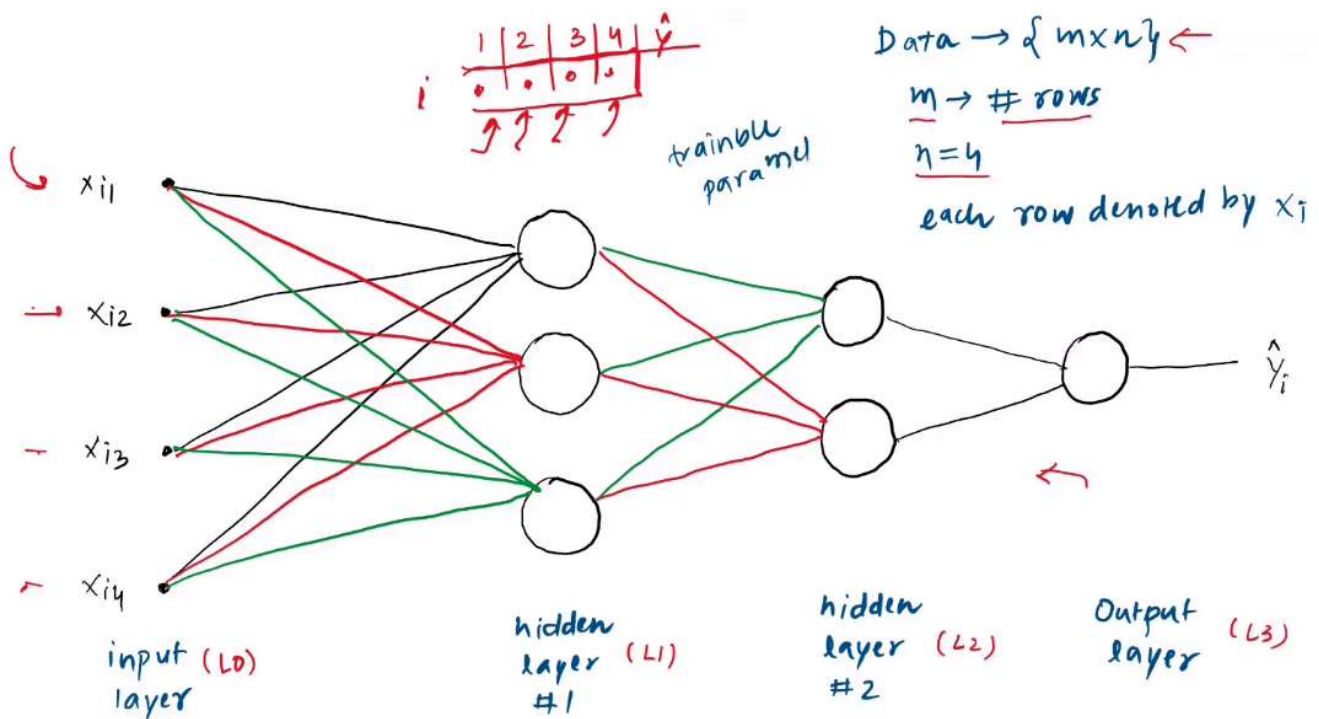 1 2 3 4 ŷ
i
Data → { m x n }
m → # rows
n = 4
each row denoted by xi
trainble
paramel
xi1
xi2
xi3
xi4
ŷi
input (L0)
layer
hidden
layer (L1)
#1
hidden
layer (L2)
#2
Output
layer (L3)